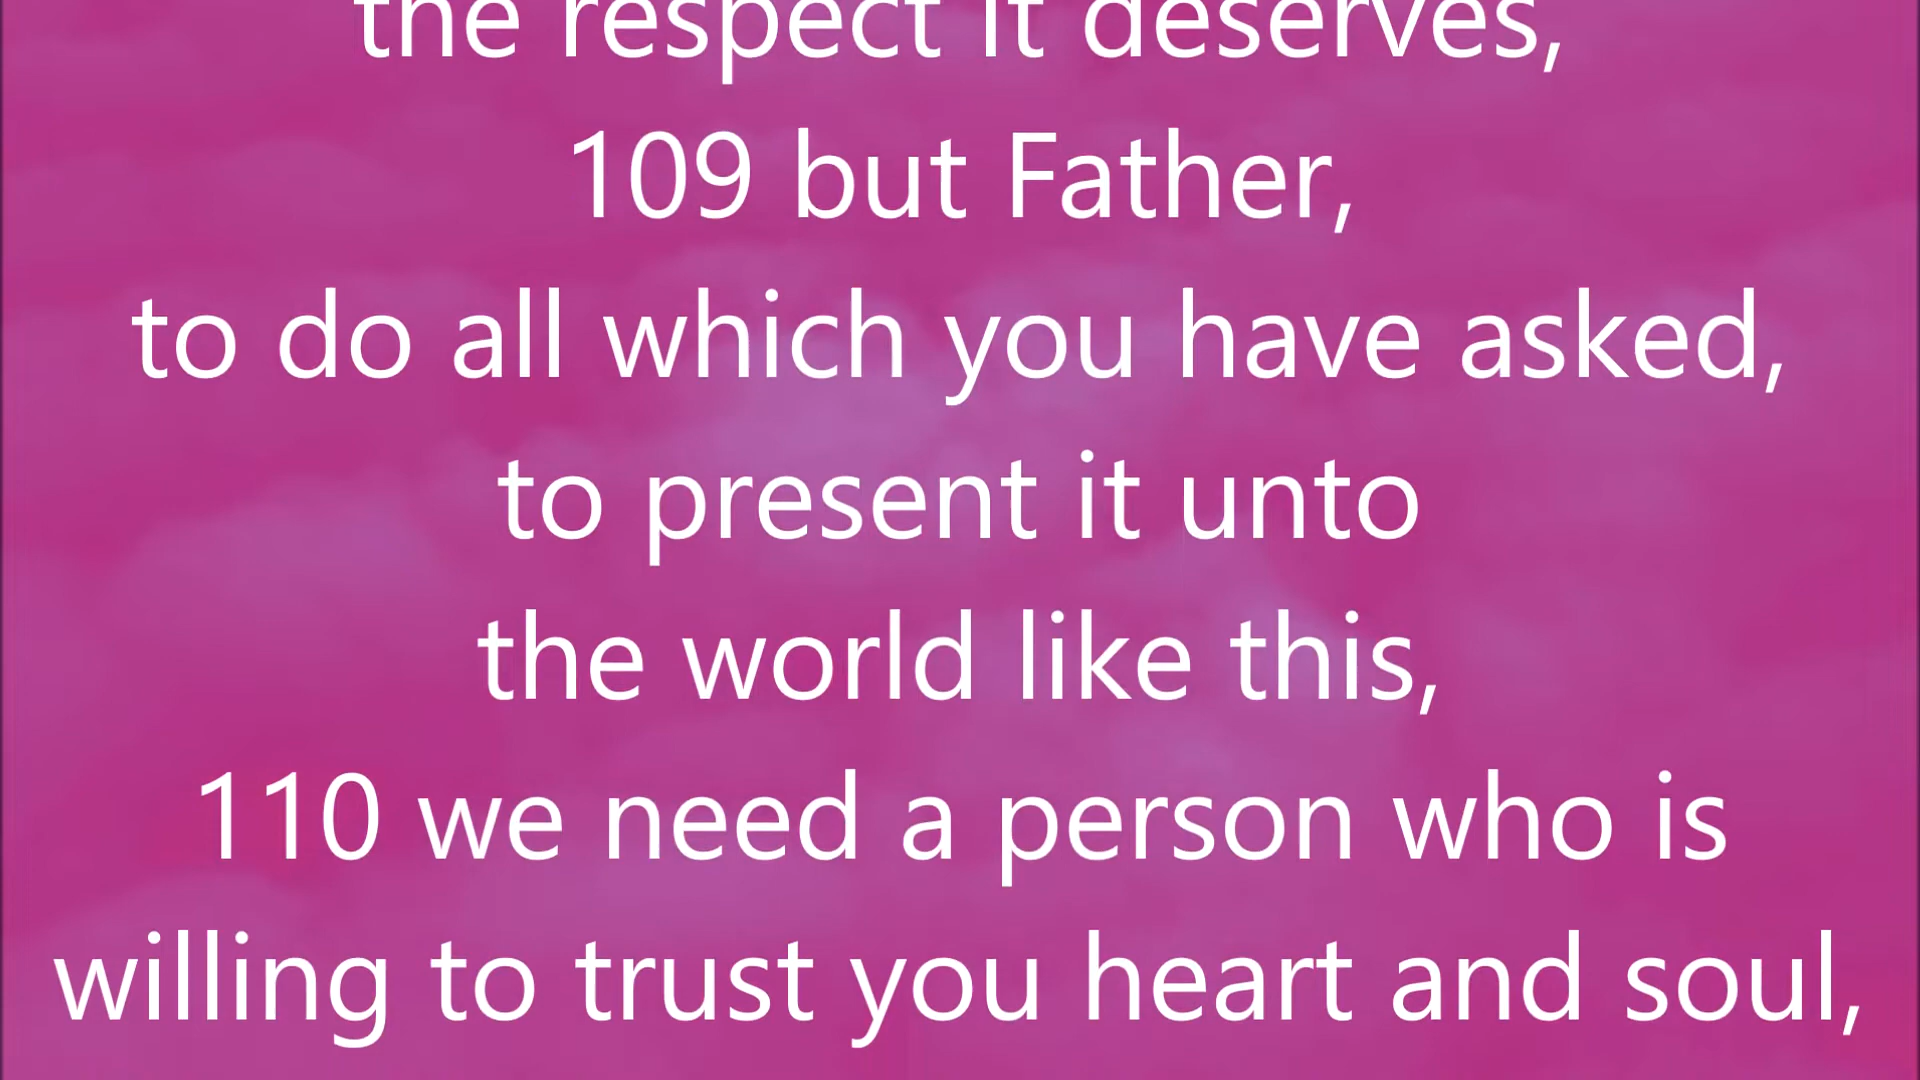 the respect it deserves,
109 but Father,
to do all which you have asked,
to present it unto
the world like this,
110 we need a person who is
willing to trust you heart and soul,